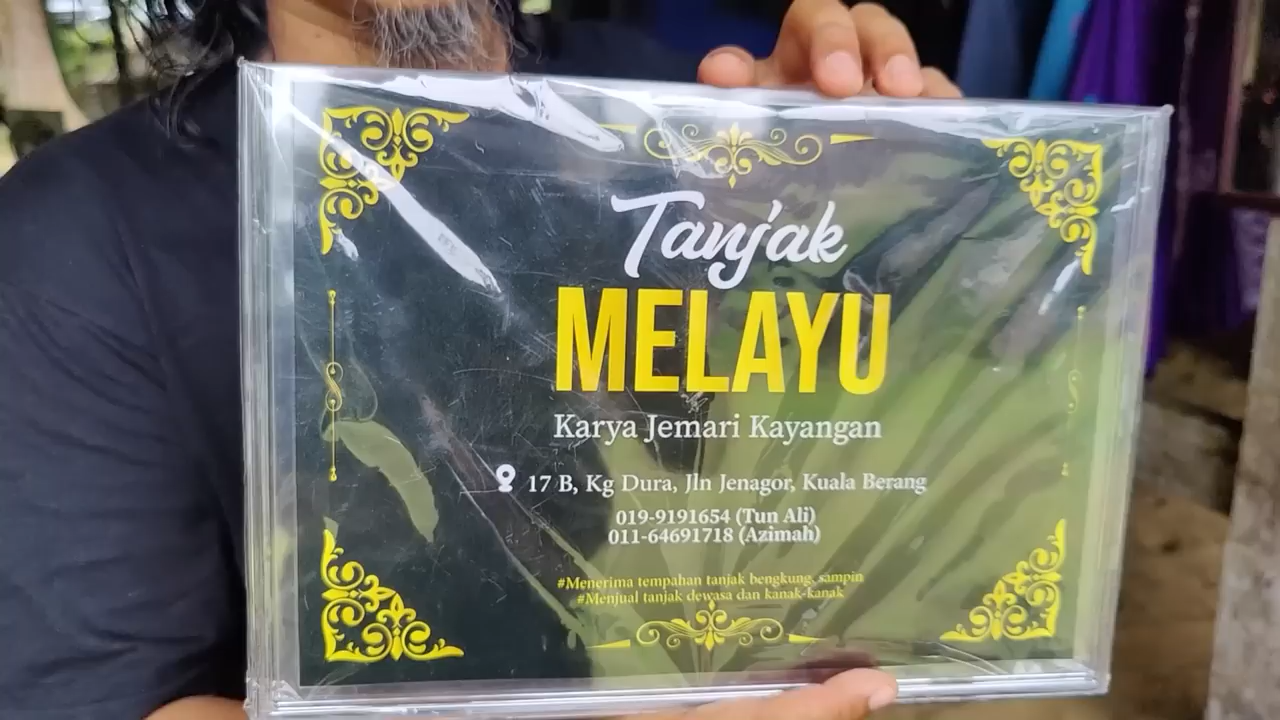 Tanjak
MELAYU
Karya Jemari Kayangan
17 B, Kg Dura, Jln Jenagor, Kuala Berang
019-9191654 (Tun Ali)
011-64691718 (Azimah)
#Menerima tempahan tanjak bengkung, sampin
#Menjual tanjak dewasa dan kanak-kanak